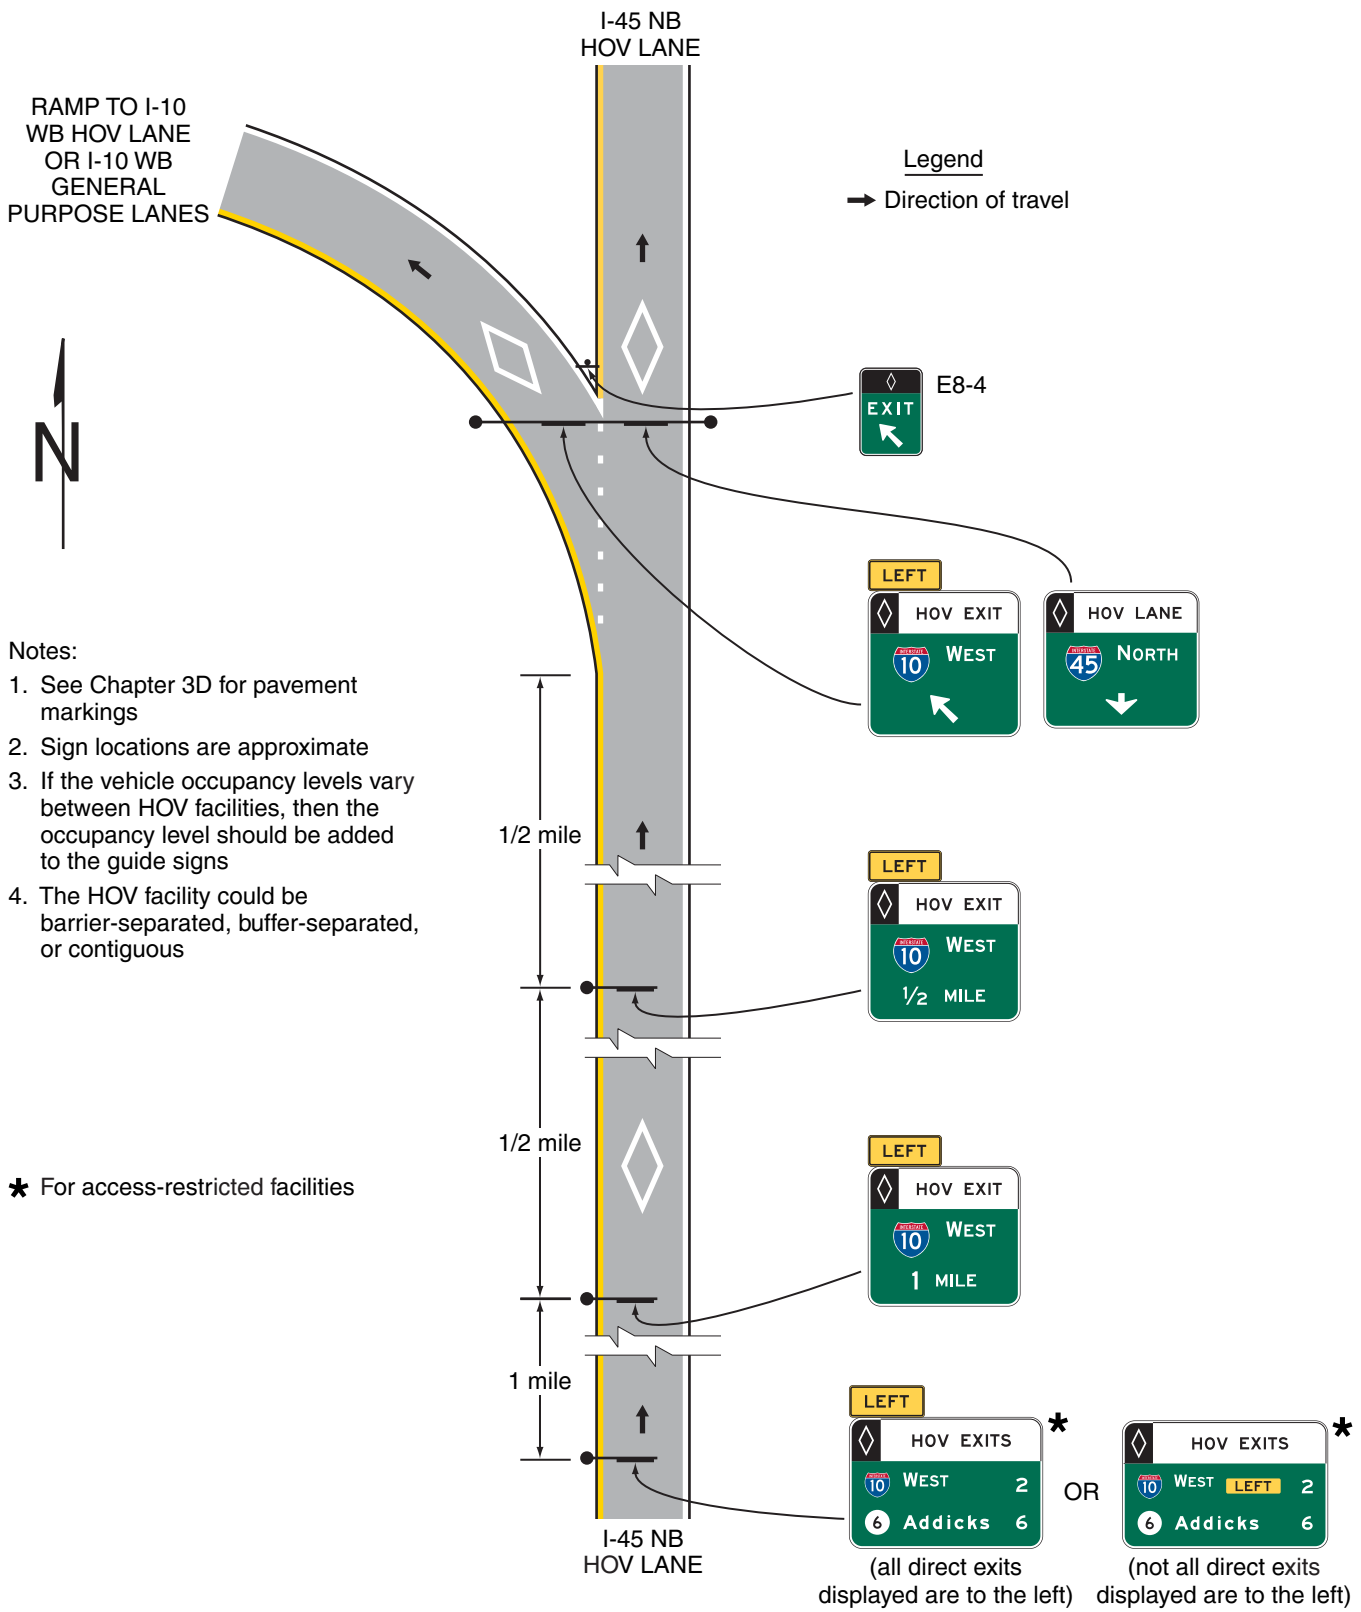 I-45 NB
HOV LANE
RAMP TO I-10
WB HOV LANE
OR I-10 WB
GENERAL
PURPOSE LANES
Legend
Direction of travel
N
EXIT
E8-4
LEFT
HOV EXIT
INTERSTATE
10
WEST
HOV LANE
INTERSTATE
45
NORTH
Notes:
1. See Chapter 3D for pavement
markings
2. Sign locations are approximate
3. If the vehicle occupancy levels vary
between HOV facilities, then the
occupancy level should be added
to the guide signs
4. The HOV facility could be
barrier-separated, buffer-separated,
or contiguous
1/2 mile
LEFT
HOV EXIT
INTERSTATE
10
WEST
1/2 MILE
1/2 mile
* For access-restricted facilities
LEFT
HOV EXIT
INTERSTATE
10
WEST
1 MILE
1 mile
LEFT
HOV EXITS *
INTERSTATE
10 WEST 2
6 Addicks 6
(all direct exits
displayed are to the left)
OR
HOV EXITS *
INTERSTATE
10 WEST LEFT 2
6 Addicks 6
(not all direct exits
displayed are to the left)
I-45 NB
HOV LANE